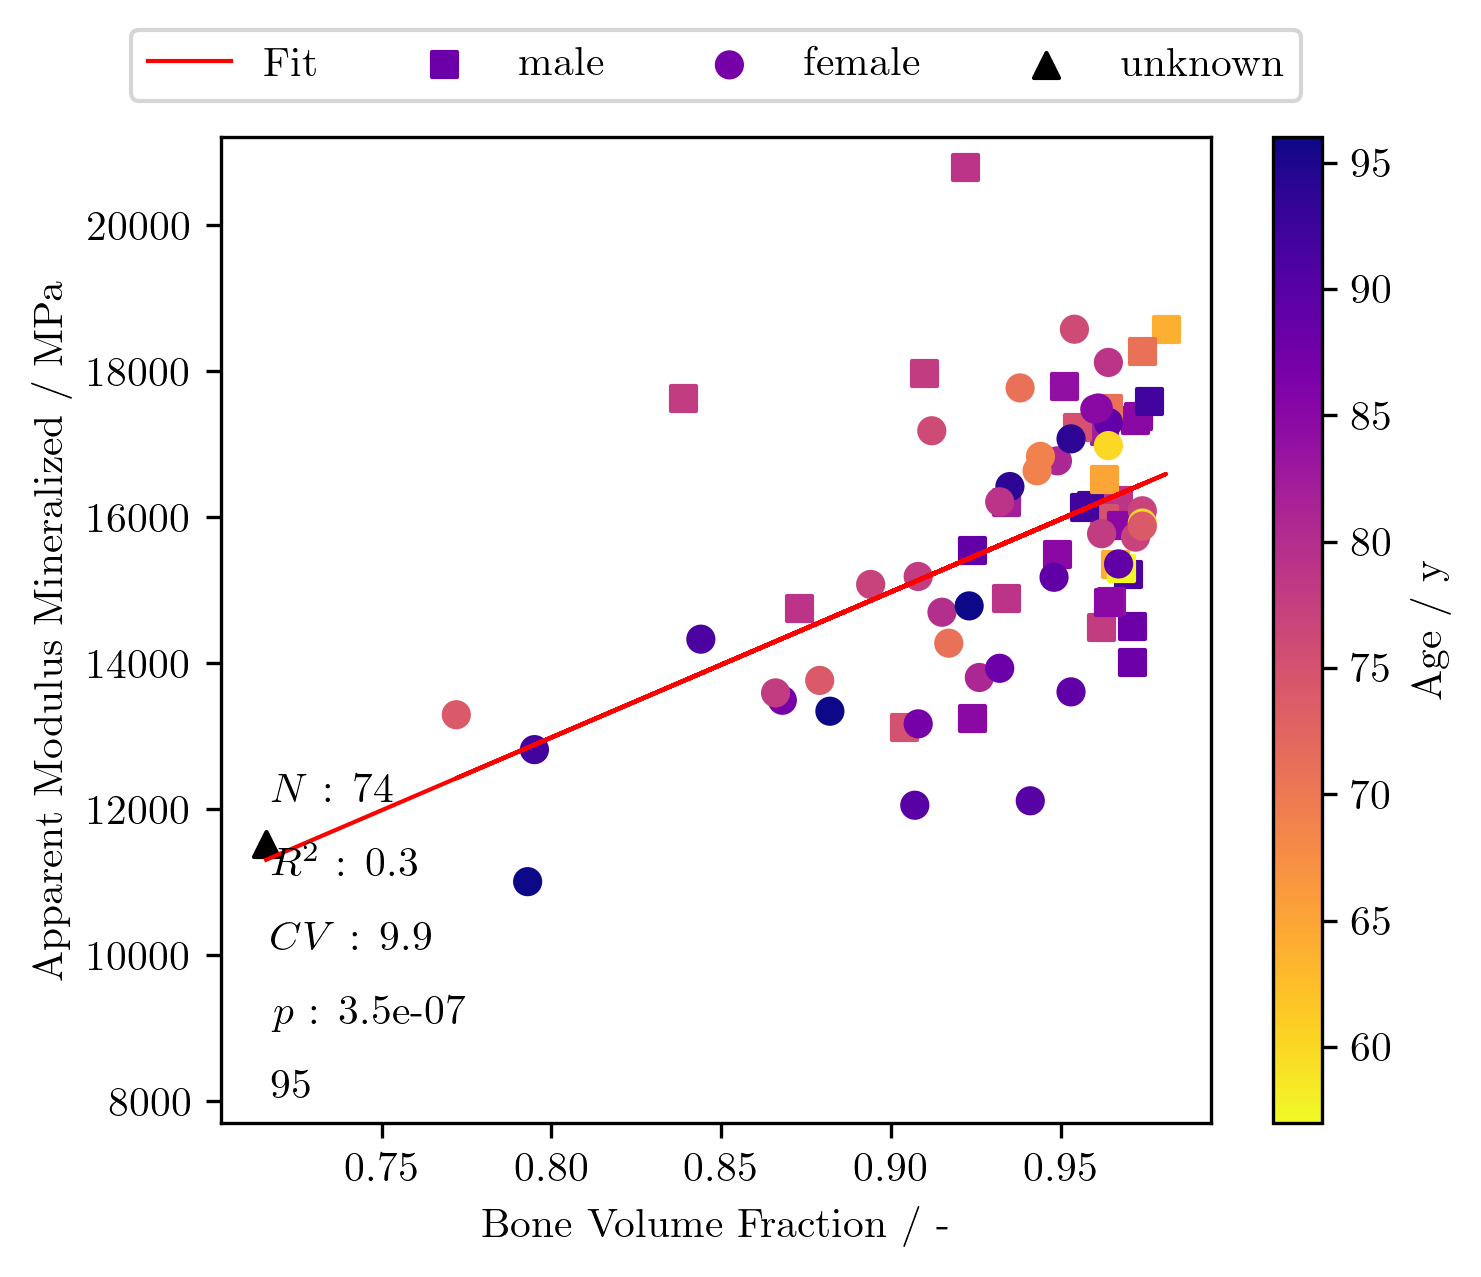 Fit male female unknown
20000
18000
16000
14000
12000
10000
8000
Apparent Modulus Mineralized / MPa
N : 74
R² : 0.3
CV : 9.9
p : 3.5e-07
95
0.75 0.80 0.85 0.90 0.95
Bone Volume Fraction / -
95
90
85
80
75
70
65
60
Age / y